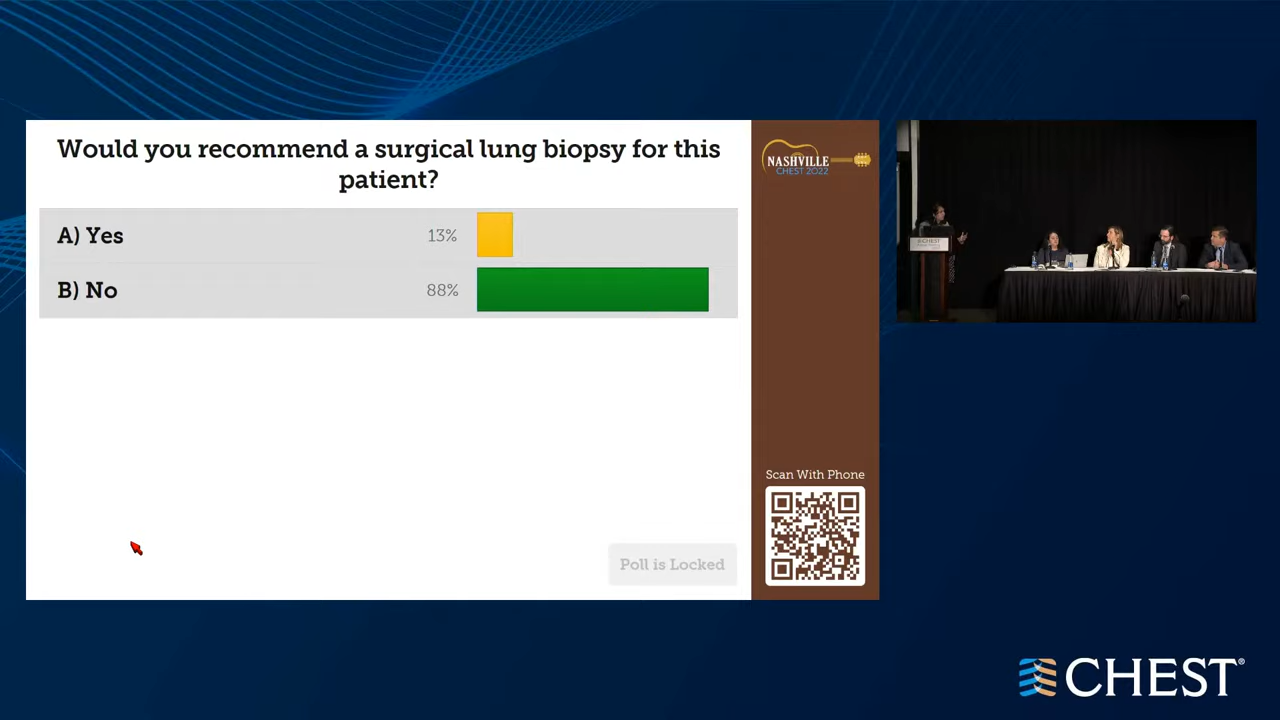 Would you recommend a surgical lung biopsy for this
patient?
A) Yes 13%
B) No 88%
Poll is Locked
NASHVILLE
CHEST 2022
Scan With Phone
CHEST
CHEST®